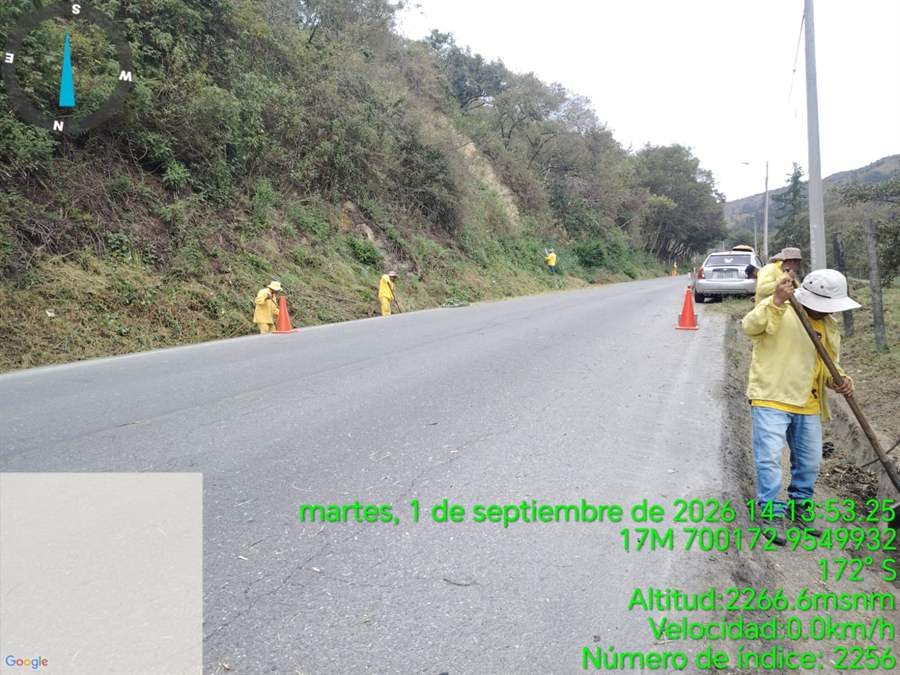 S
E
W
N
martes, 1 de septiembre de 2026 14:13:53.25
17M 700172 9549932
172° S
Altitud:2266.6msnm
Velocidad:0.0km/h
Número de índice: 2256
Google